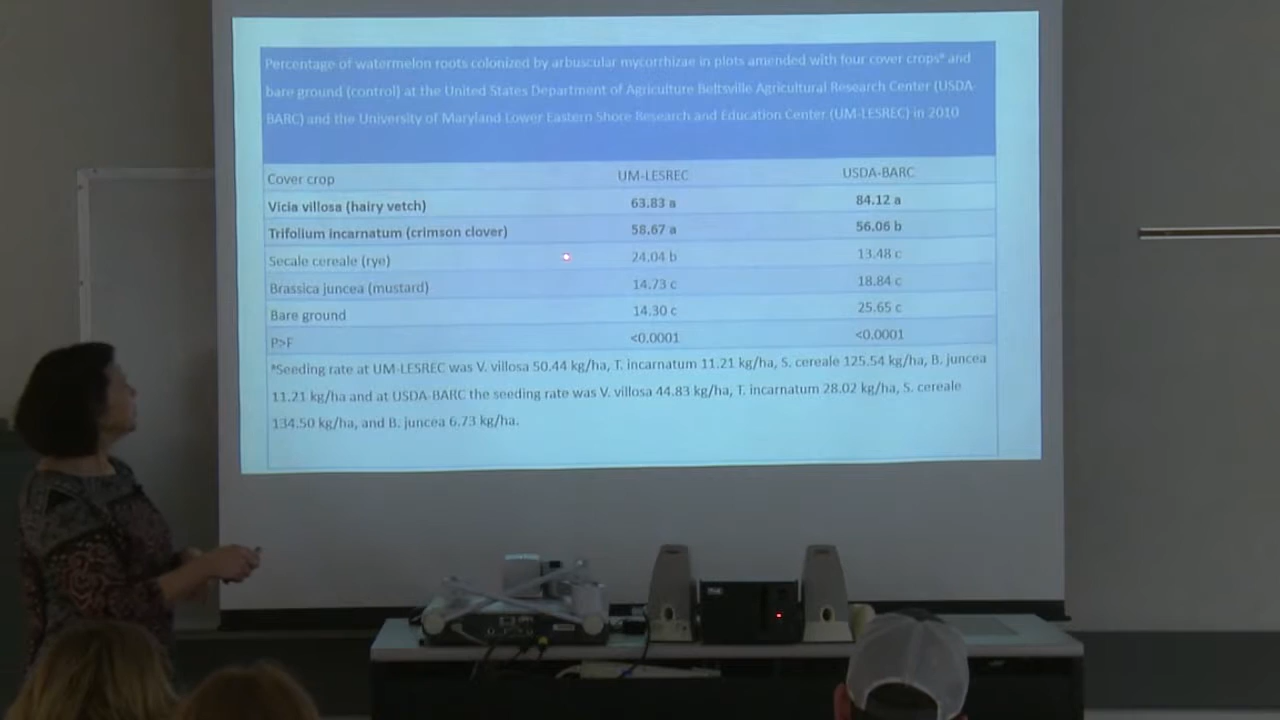 Percentage of watermelon roots colonized by arbuscular mycorrhizae in plots amended with four cover cropsª and
bare ground (control) at the United States Department of Agriculture Beltsville Agricultural Research Center (USDA-
BARC) and the University of Maryland Lower Eastern Shore Research and Education Center (UM-LESREC) in 2010
Cover crop UM-LESREC USDA-BARC
Vicia villosa (hairy vetch) 63.83 a 84.12 a
Trifolium incarnatum (crimson clover) 58.67 a 56.06 b
Secale cereale (rye) 24.04 b 13.48 c
Brassica juncea (mustard) 14.73 c 18.84 c
Bare ground 14.30 c 25.65 c
P>F <0.0001 <0.0001
ªSeeding rate at UM-LESREC was V. villosa 50.44 kg/ha, T. incarnatum 11.21 kg/ha, S. cereale 125.54 kg/ha, B. juncea
11.21 kg/ha and at USDA-BARC the seeding rate was V. villosa 44.83 kg/ha, T. incarnatum 28.02 kg/ha, S. cereale
134.50 kg/ha, and B. juncea 6.73 kg/ha.